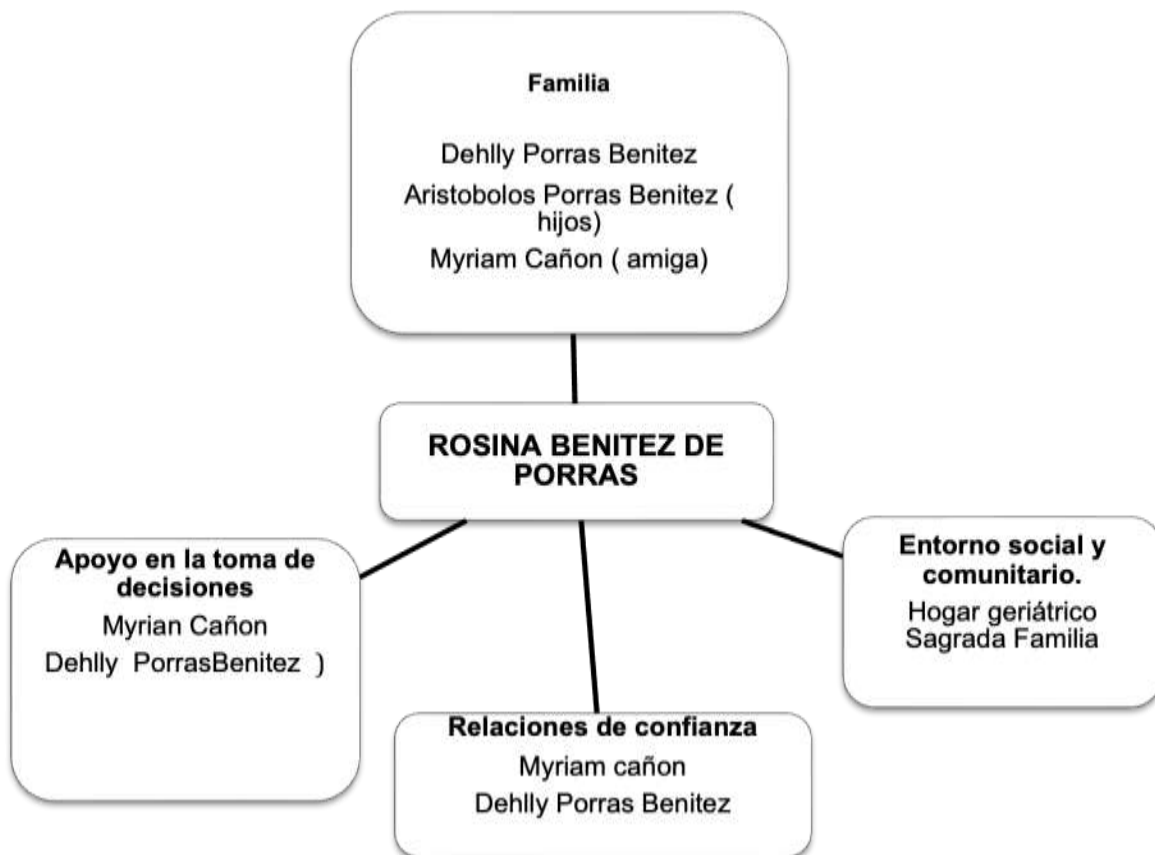 Familia
Dehlly Porras Benitez
Aristobolos Porras Benitez (
hijos)
Myriam Cañon ( amiga)
ROSINA BENITEZ DE
PORRAS
Apoyo en la toma de
decisiones
Myrian Cañon
Dehlly PorrasBenitez )
Relaciones de confianza
Myriam cañon
Dehlly Porras Benitez
Entorno social y
comunitario.
Hogar geriátrico
Sagrada Familia